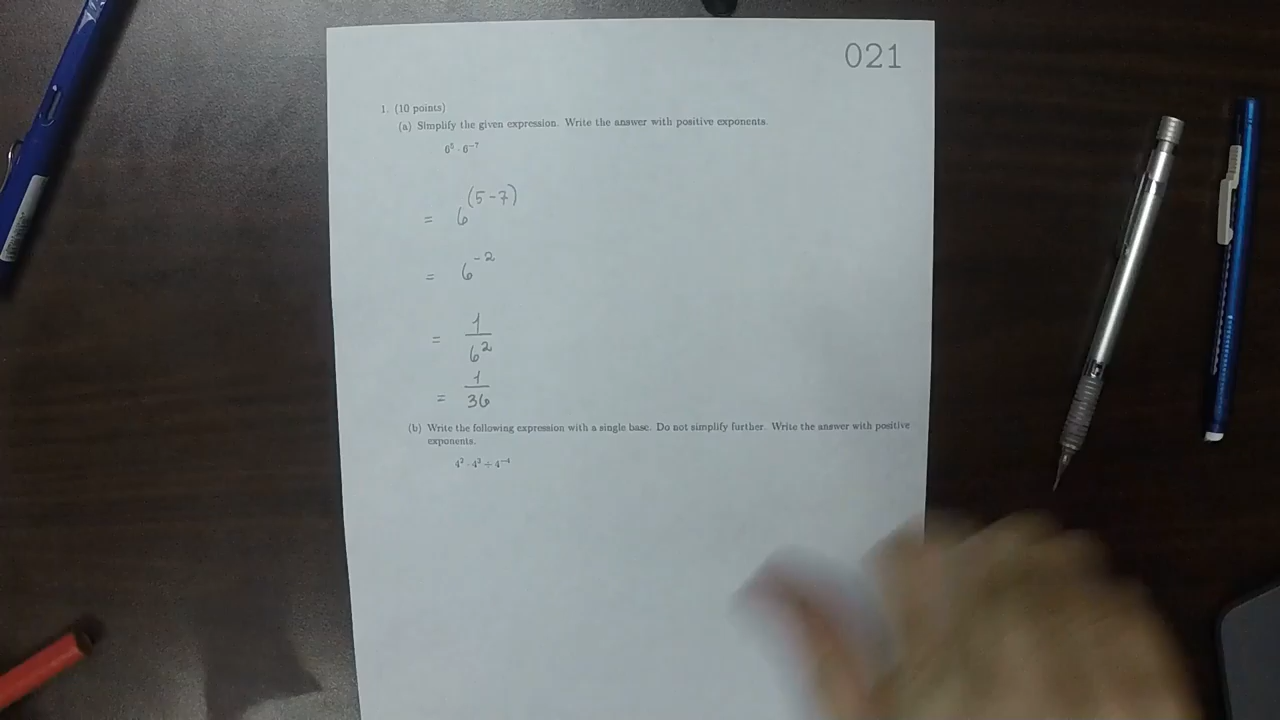 021
1. (10 points)
(a) Simplify the given expression. Write the answer with positive exponents.
6⁵ · 6⁻⁷
= 6^(5-7)
= 6⁻²
= 1/6²
= 1/36
(b) Write the following expression with a single base. Do not simplify further. Write the answer with positive
exponents.
4² · 4³ ÷ 4⁻⁴